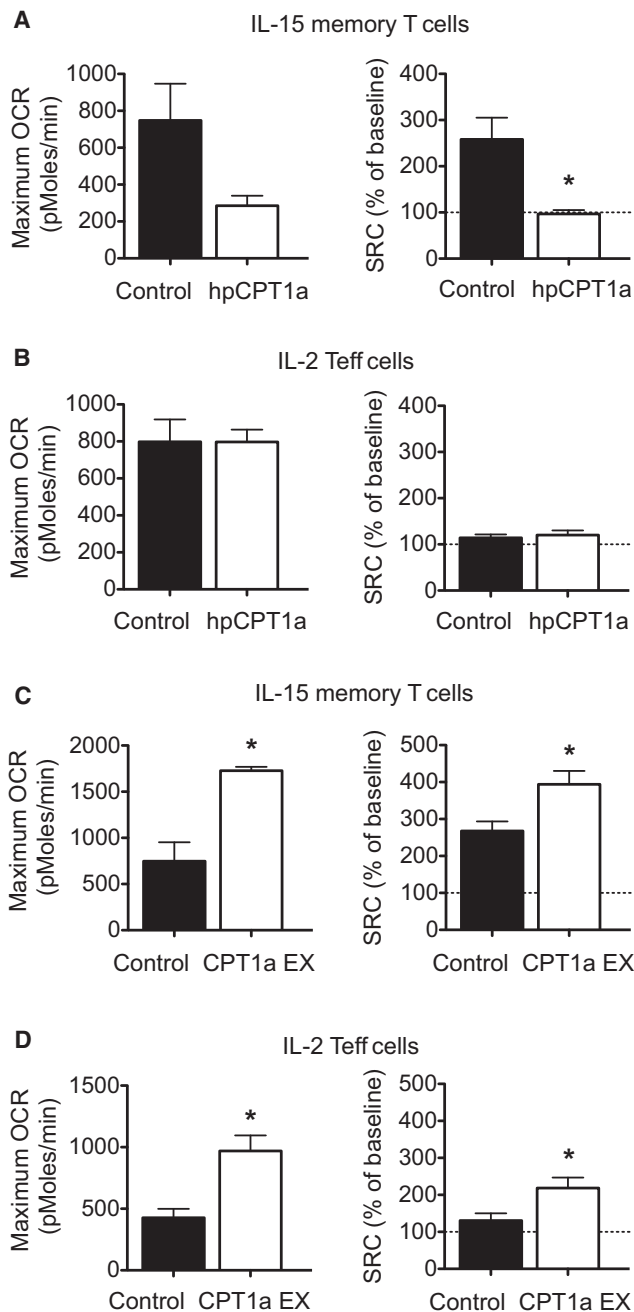 A
IL-15 memory T cells
Maximum OCR
(pMoles/min)
1000
800
600
400
200
0
Control hpCPT1a
SRC (% of baseline)
400
300
200
100
0
*
Control hpCPT1a
B
IL-2 Teff cells
Maximum OCR
(pMoles/min)
1000
800
600
400
200
0
Control hpCPT1a
SRC (% of baseline)
400
300
200
100
0
Control hpCPT1a
C
IL-15 memory T cells
Maximum OCR
(pMoles/min)
2000
1500
1000
500
0
*
Control CPT1a EX
SRC (% of baseline)
500
400
300
200
100
0
*
Control CPT1a EX
D
IL-2 Teff cells
Maximum OCR
(pMoles/min)
1500
1000
500
0
*
Control CPT1a EX
SRC (% of baseline)
500
400
300
200
100
0
*
Control CPT1a EX